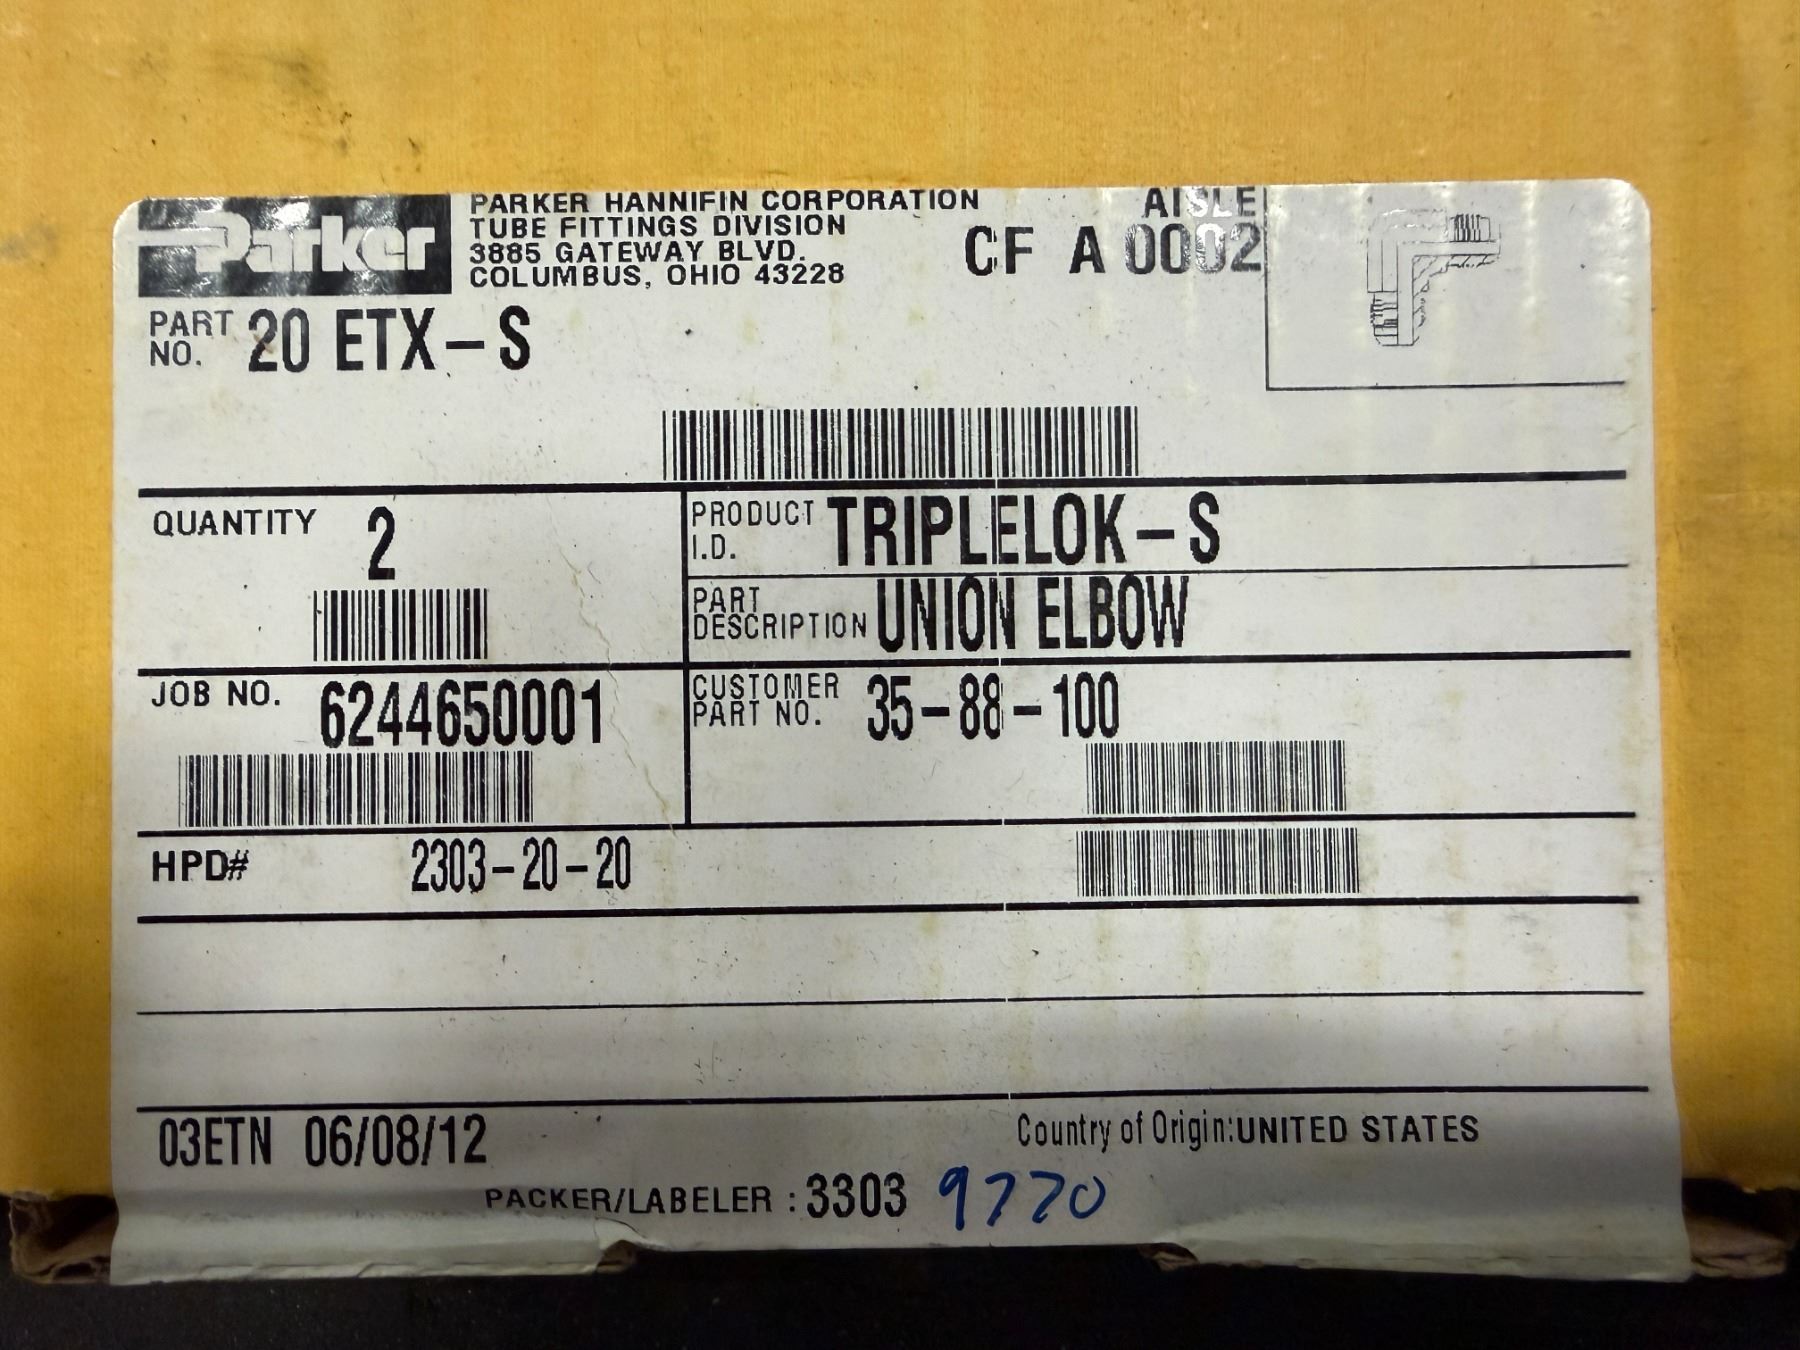 Parker
PARKER HANNIFIN CORPORATION
TUBE FITTINGS DIVISION
3885 GATEWAY BLVD.
COLUMBUS, OHIO 43228
AISLE
CF A 0002
PART NO. 20 ETX-S
QUANTITY 2
PRODUCT I.D. TRIPLELOK-S
PART DESCRIPTION UNION ELBOW
JOB NO. 6244650001
CUSTOMER PART NO. 35-88-100
HPD# 2303-20-20
03ETN 06/08/12
Country of Origin:UNITED STATES
PACKER/LABELER : 3303 9770